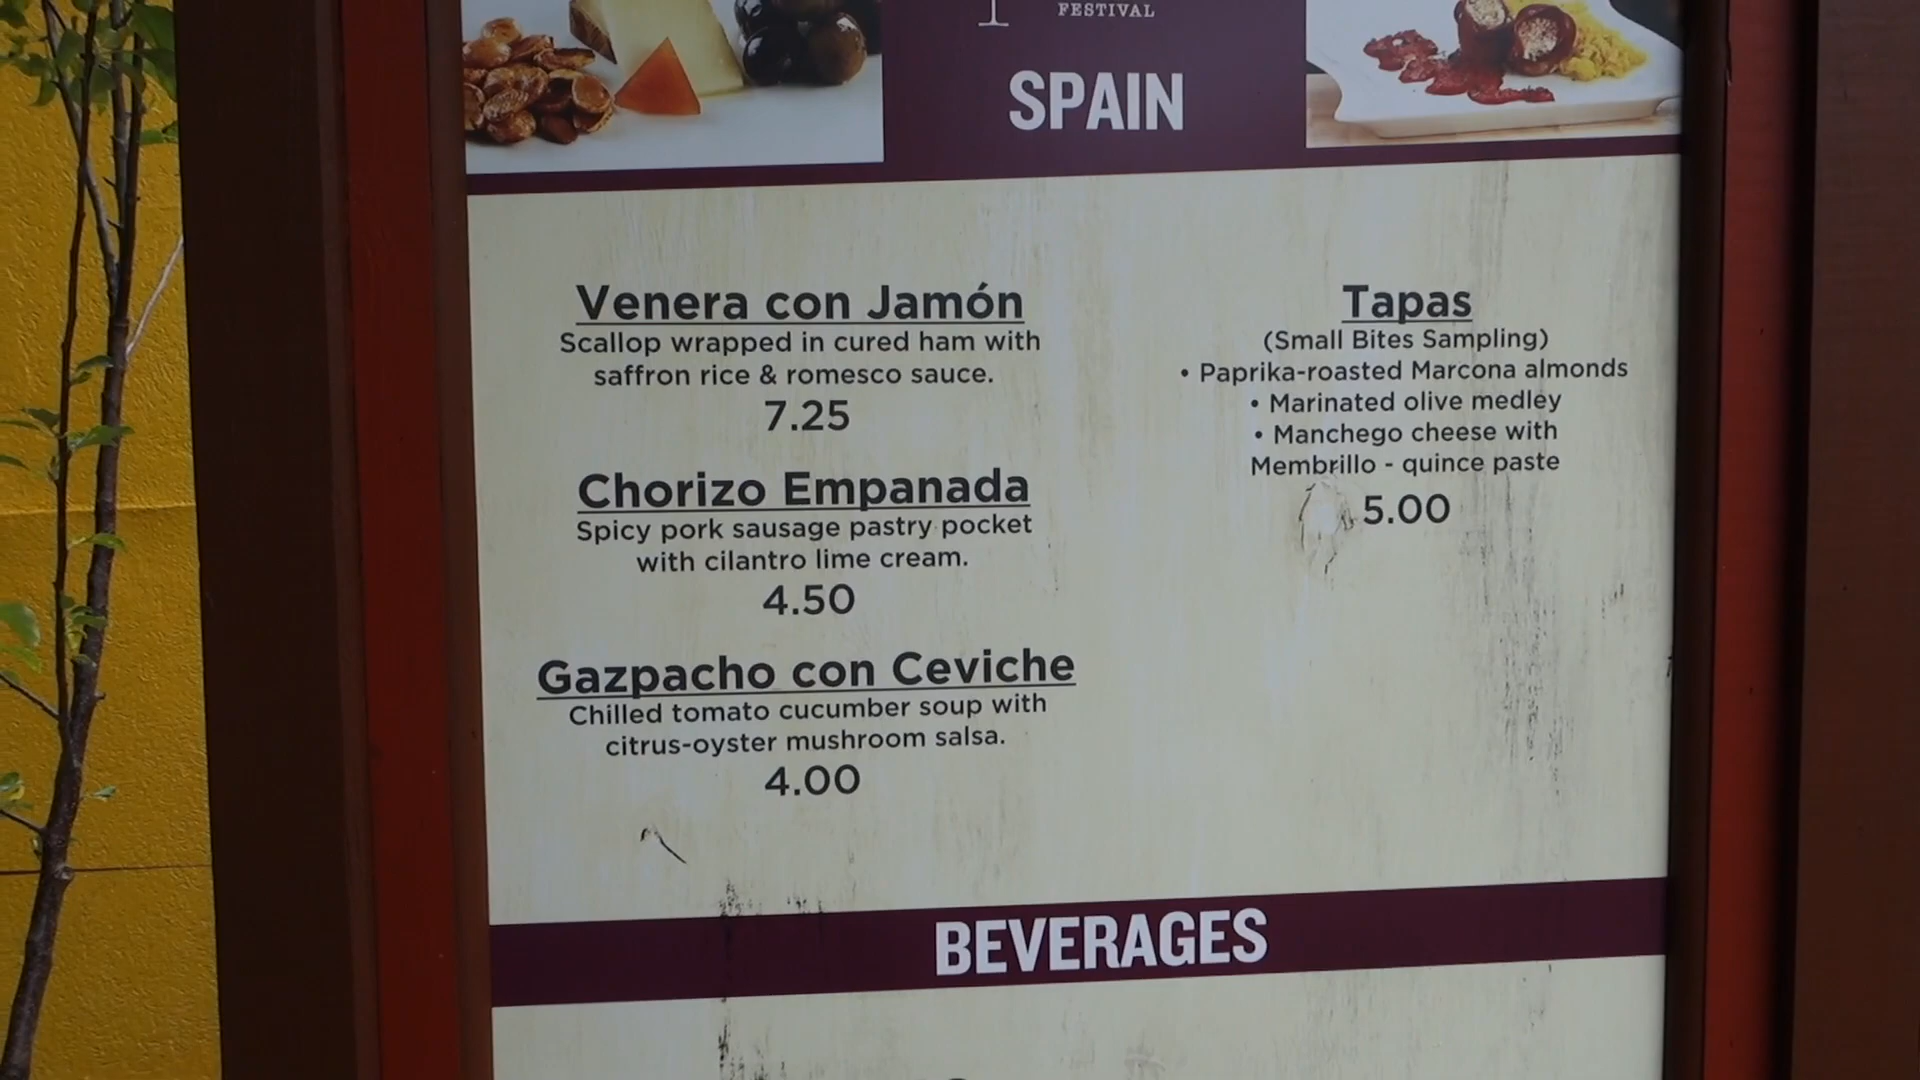 FESTIVAL
SPAIN
Venera con Jamón
Scallop wrapped in cured ham with
saffron rice & romesco sauce.
7.25
Chorizo Empanada
Spicy pork sausage pastry pocket
with cilantro lime cream.
4.50
Gazpacho con Ceviche
Chilled tomato cucumber soup with
citrus-oyster mushroom salsa.
4.00
Tapas
(Small Bites Sampling)
• Paprika-roasted Marcona almonds
• Marinated olive medley
• Manchego cheese with
Membrillo - quince paste
5.00
BEVERAGES